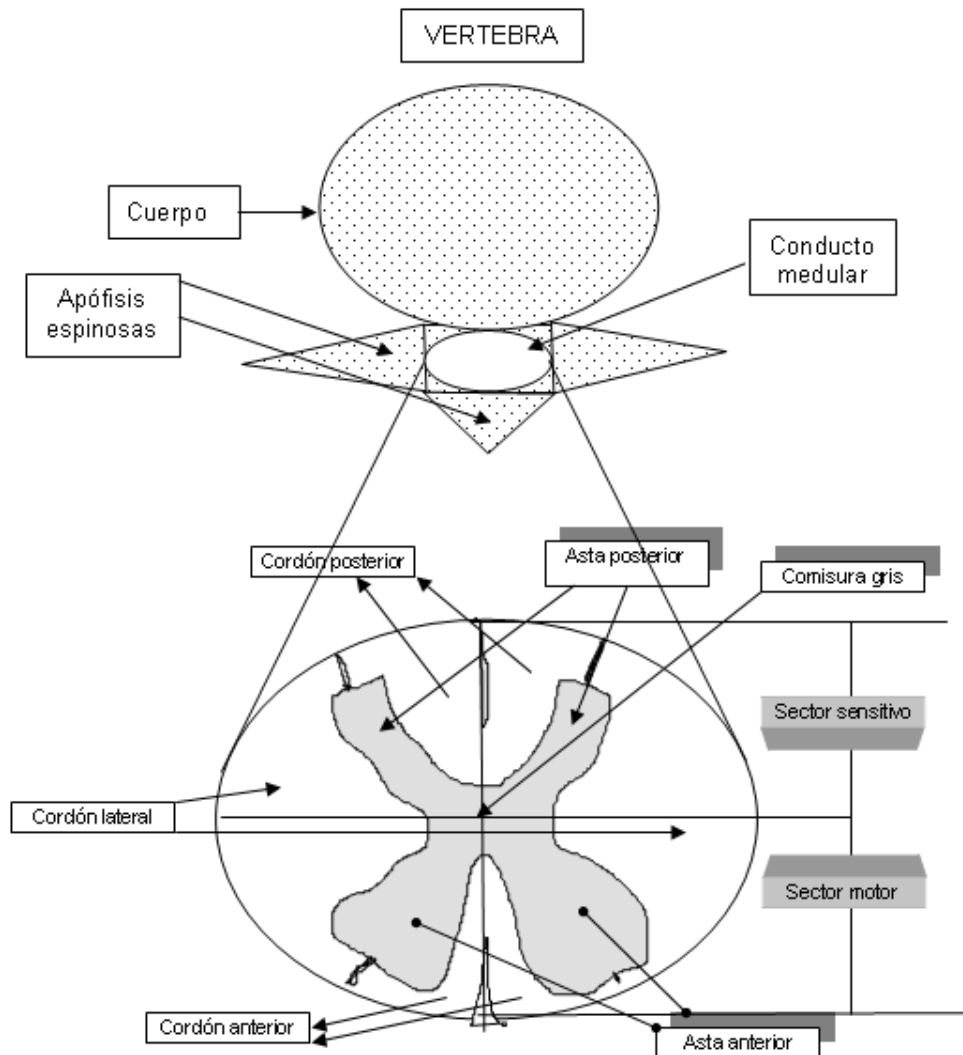 VERTEBRA
Cuerpo
Conducto
medular
Apófisis
espinosas
Cordón posterior
Asta posterior
Comisura gris
Sector sensitivo
Cordón lateral
Sector motor
Cordón anterior
Asta anterior